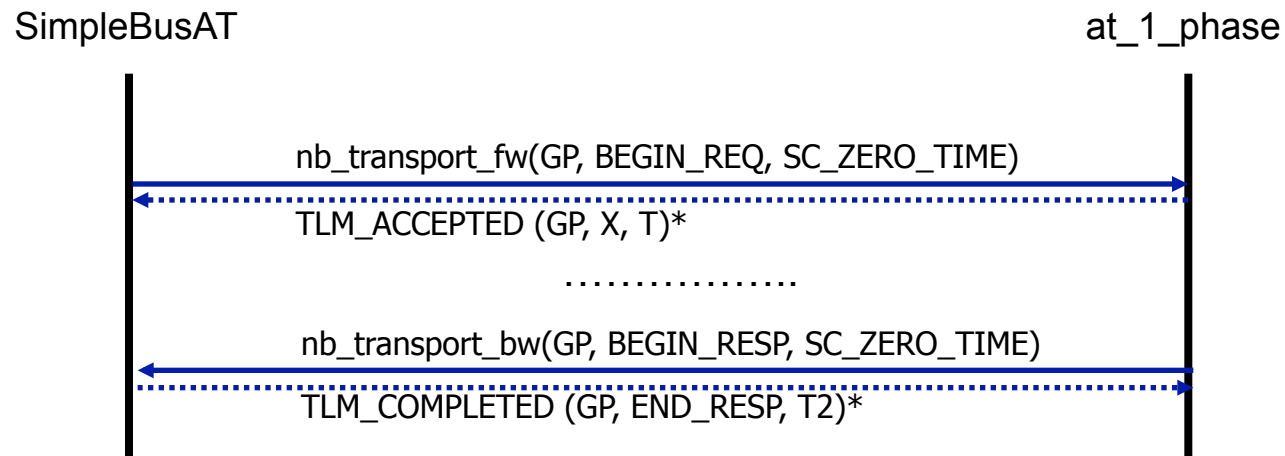 SimpleBusAT at_1_phase
nb_transport_fw(GP, BEGIN_REQ, SC_ZERO_TIME)
TLM_ACCEPTED (GP, X, T)*
.................
nb_transport_bw(GP, BEGIN_RESP, SC_ZERO_TIME)
TLM_COMPLETED (GP, END_RESP, T2)*